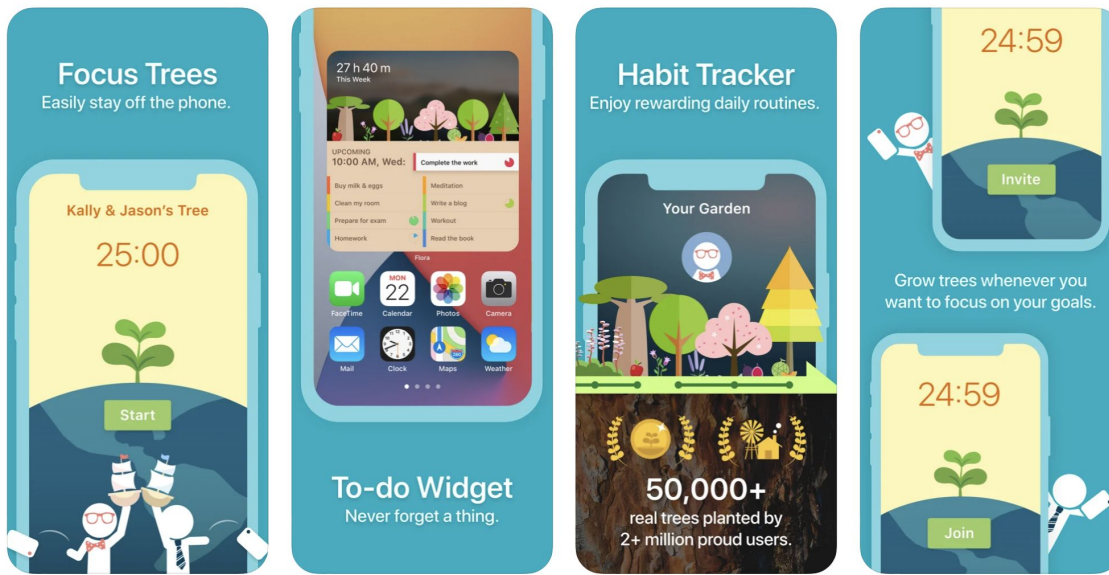 Focus Trees
Easily stay off the phone.
Kally & Jason's Tree
25:00
Start
27 h 40 m
This Week
UPCOMING
10:00 AM, Wed:
Complete the work
Buy milk & eggs
Meditation
Clean my room
Write a blog
Prepare for exam
Workout
Homework
Read the book
Flora
MON
22
FaceTime
Calendar
Photos
Camera
280
Mail
Clock
Maps
Weather
To-do Widget
Never forget a thing.
Habit Tracker
Enjoy rewarding daily routines.
Your Garden
50,000+
real trees planted by
2+ million proud users.
24:59
Invite
Grow trees whenever you
want to focus on your goals.
24:59
Join